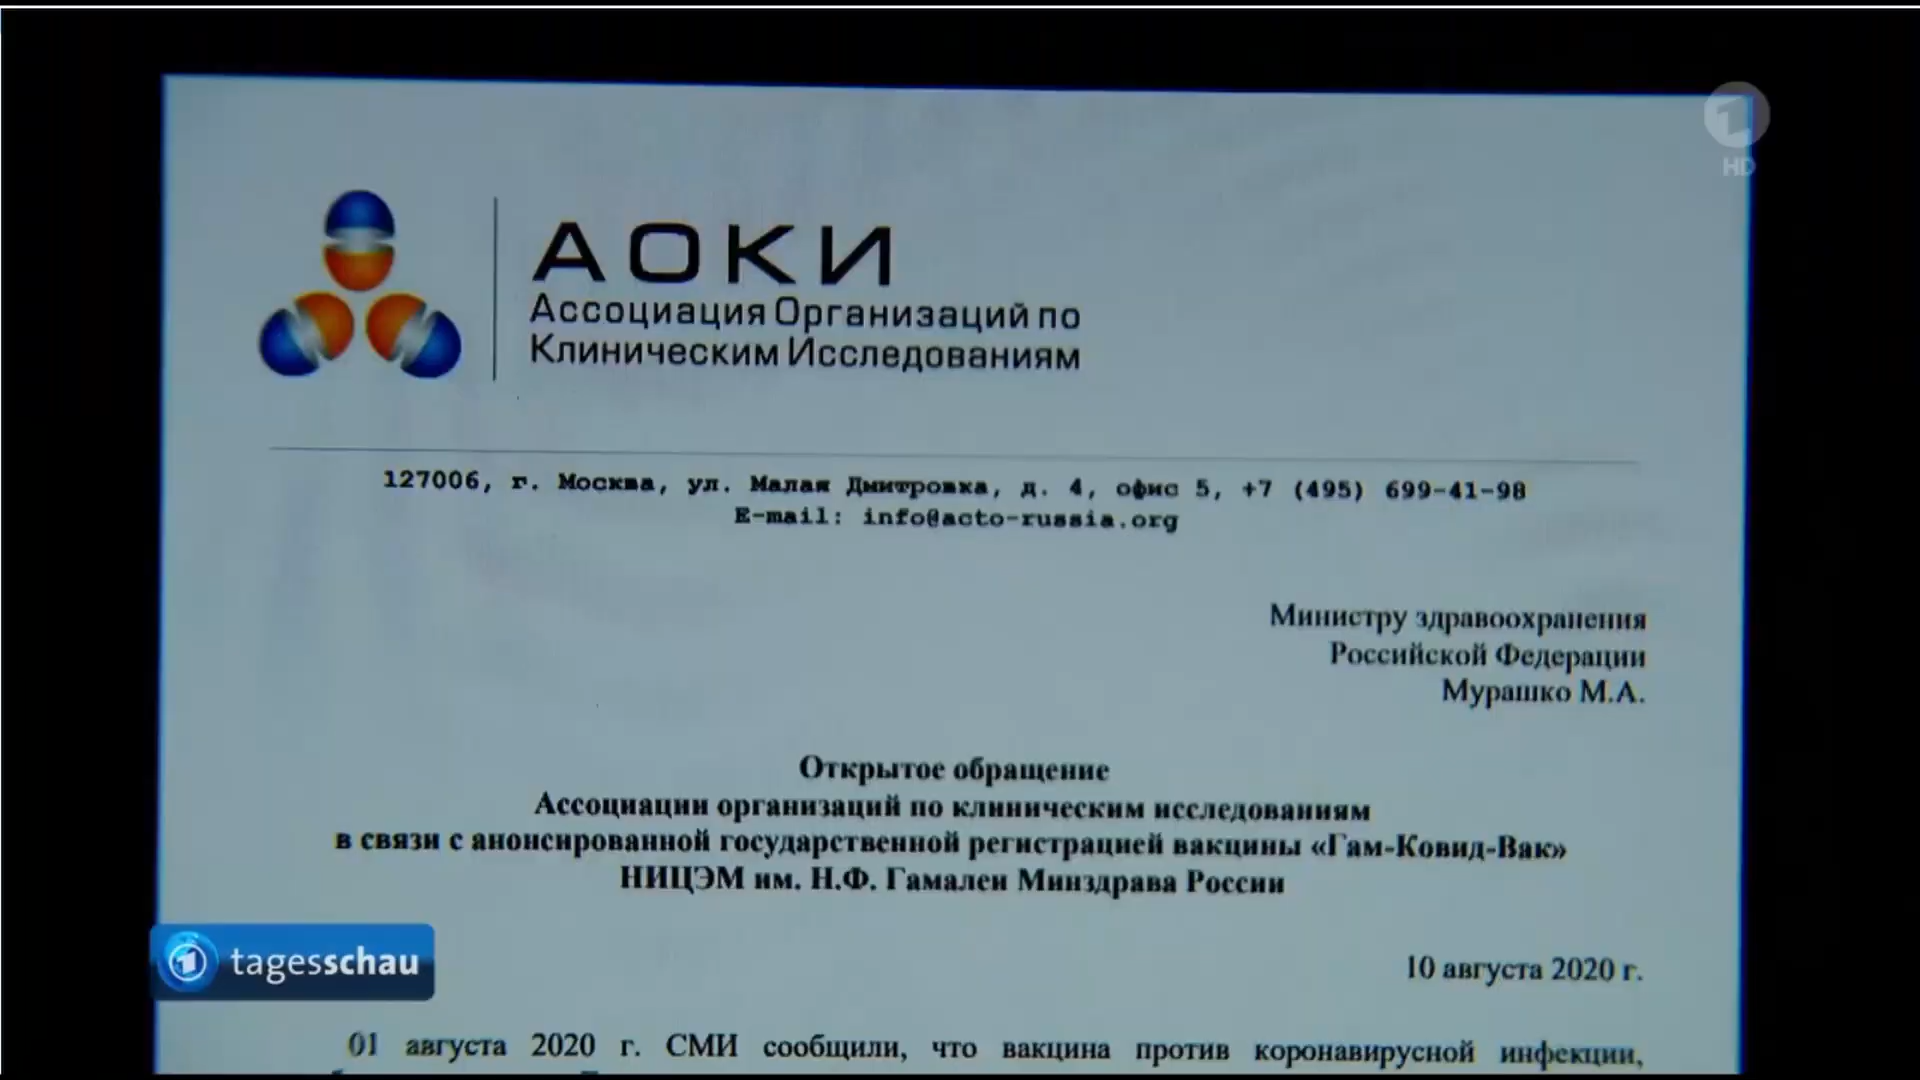 HD
АОКИ
Ассоциация Организаций по
Клиническим Исследованиям
127006, г. Москва, ул. Малая Дмитровка, д. 4, офис 5, +7 (495) 699-41-98
E-mail: info@acto-russia.org
Министру здравоохранения
Российской Федерации
Мурашко М.А.
Открытое обращение
Ассоциации организаций по клиническим исследованиям
в связи с анонсированной государственной регистрацией вакцины «Гам-Ковид-Вак»
НИЦЭМ им. Н.Ф. Гамалеи Минздрава России
tagesschau
10 августа 2020 г.
01 августа 2020 г. СМИ сообщили, что вакцина против коронавирусной инфекции,